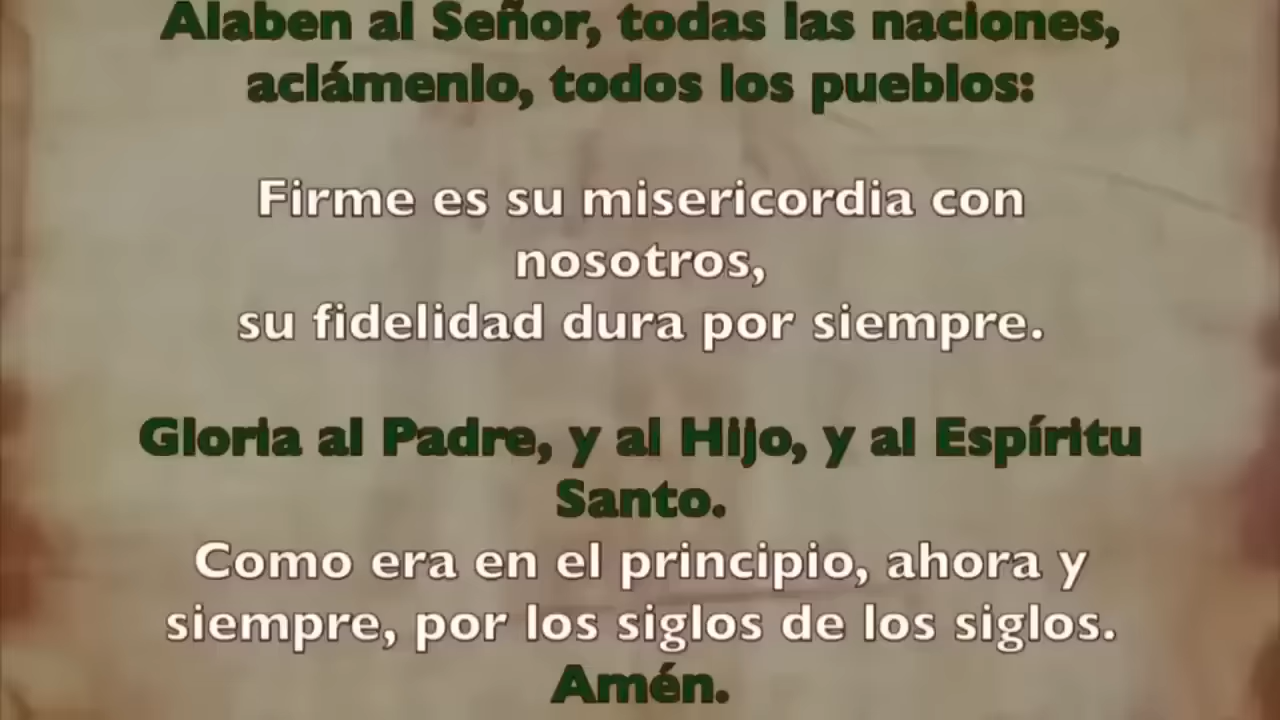 Alaben al Señor, todas las naciones,
aclámenlo, todos los pueblos:
Firme es su misericordia con
nosotros,
su fidelidad dura por siempre.
Gloria al Padre, y al Hijo, y al Espíritu
Santo.
Como era en el principio, ahora y
siempre, por los siglos de los siglos.
Amén.